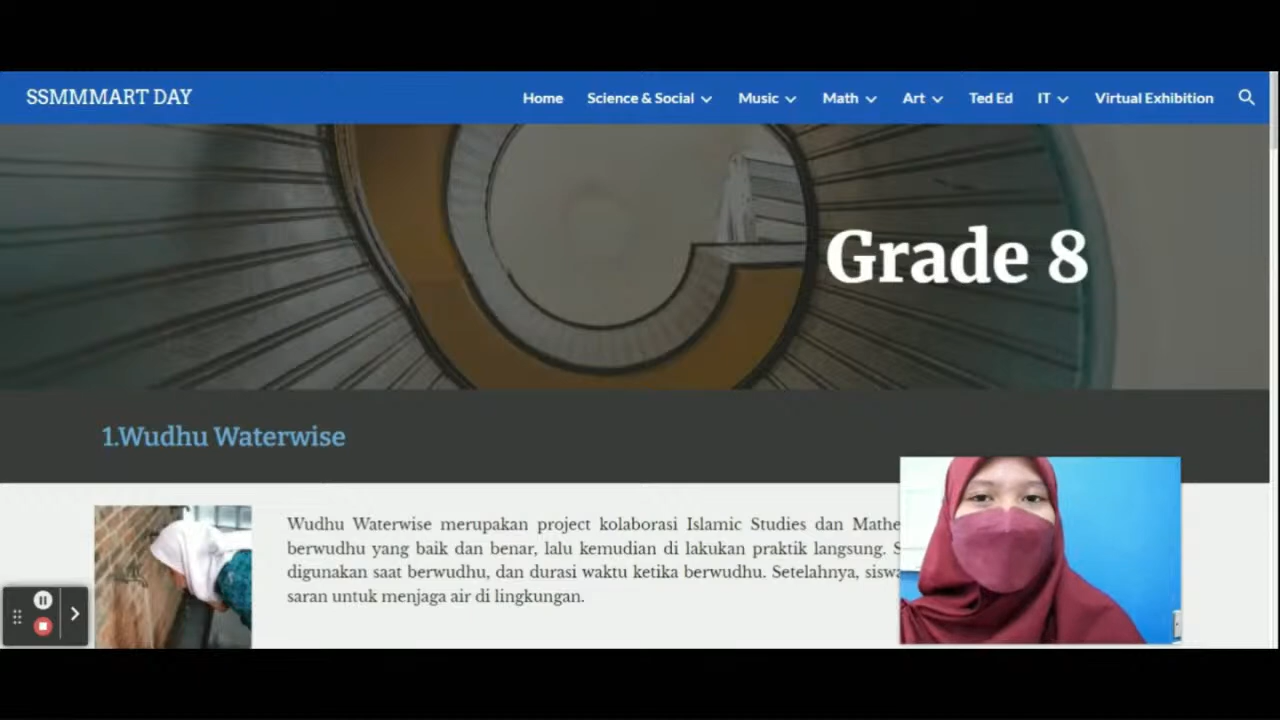 SSMMMART DAY
Home Science & Social Music Math Art Ted Ed IT Virtual Exhibition
Grade 8
1.Wudhu Waterwise
Wudhu Waterwise merupakan project kolaborasi Islamic Studies dan
berwudhu yang baik dan benar, lalu kemudian di lakukan praktik langsung.
digunakan saat berwudhu, dan durasi waktu ketika berwudhu. Setelahnya,
saran untuk menjaga air di lingkungan.